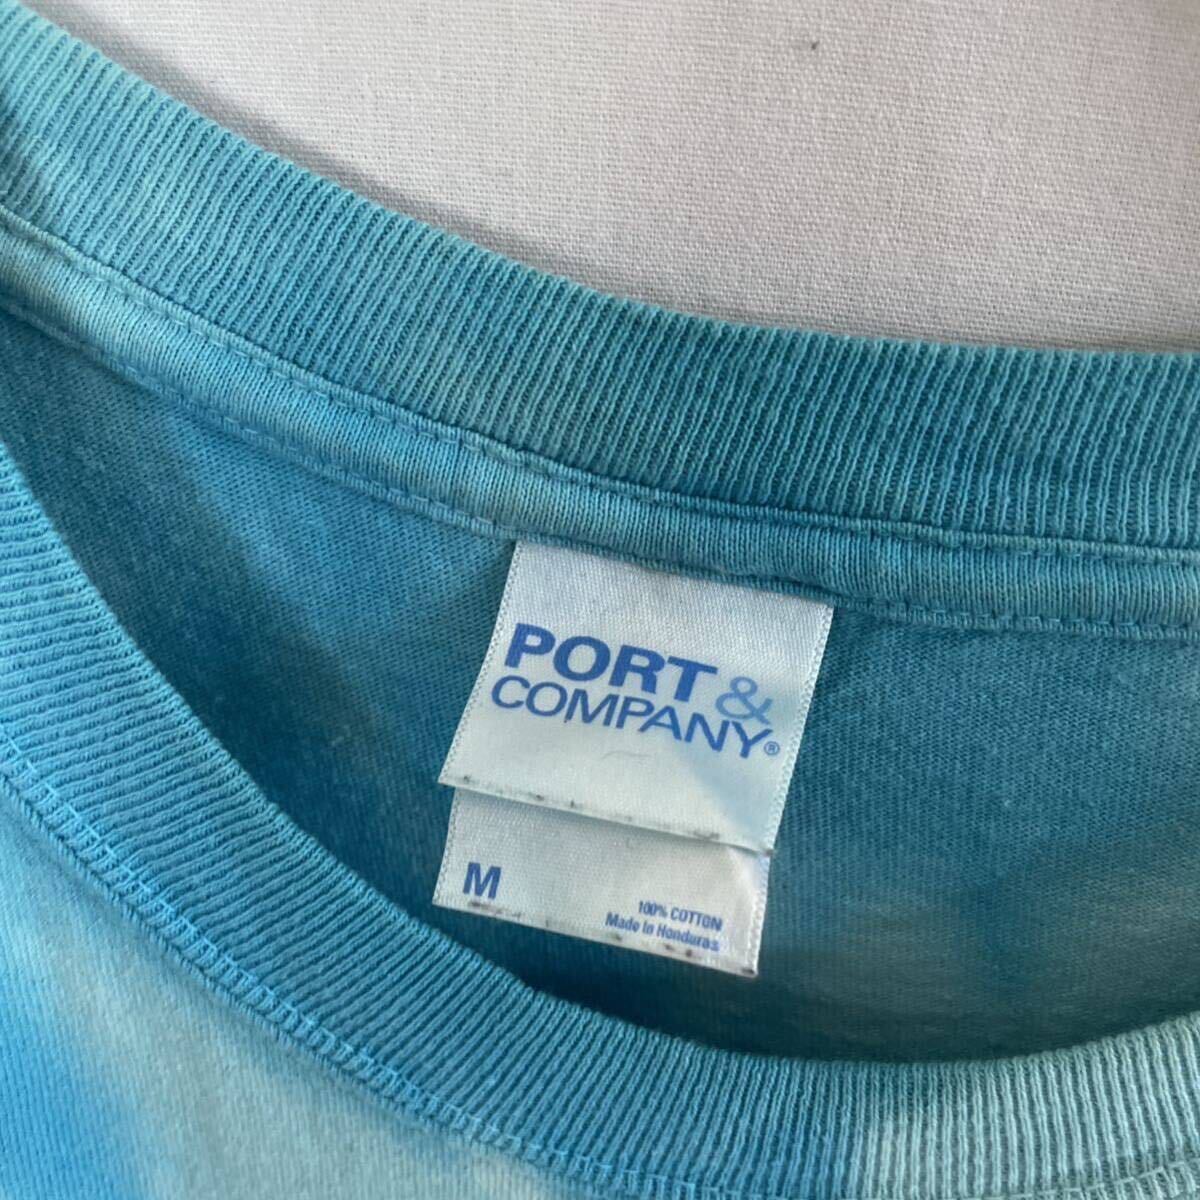 PORT &
COMPANY®
M
100% COTTON
Made in Honduras